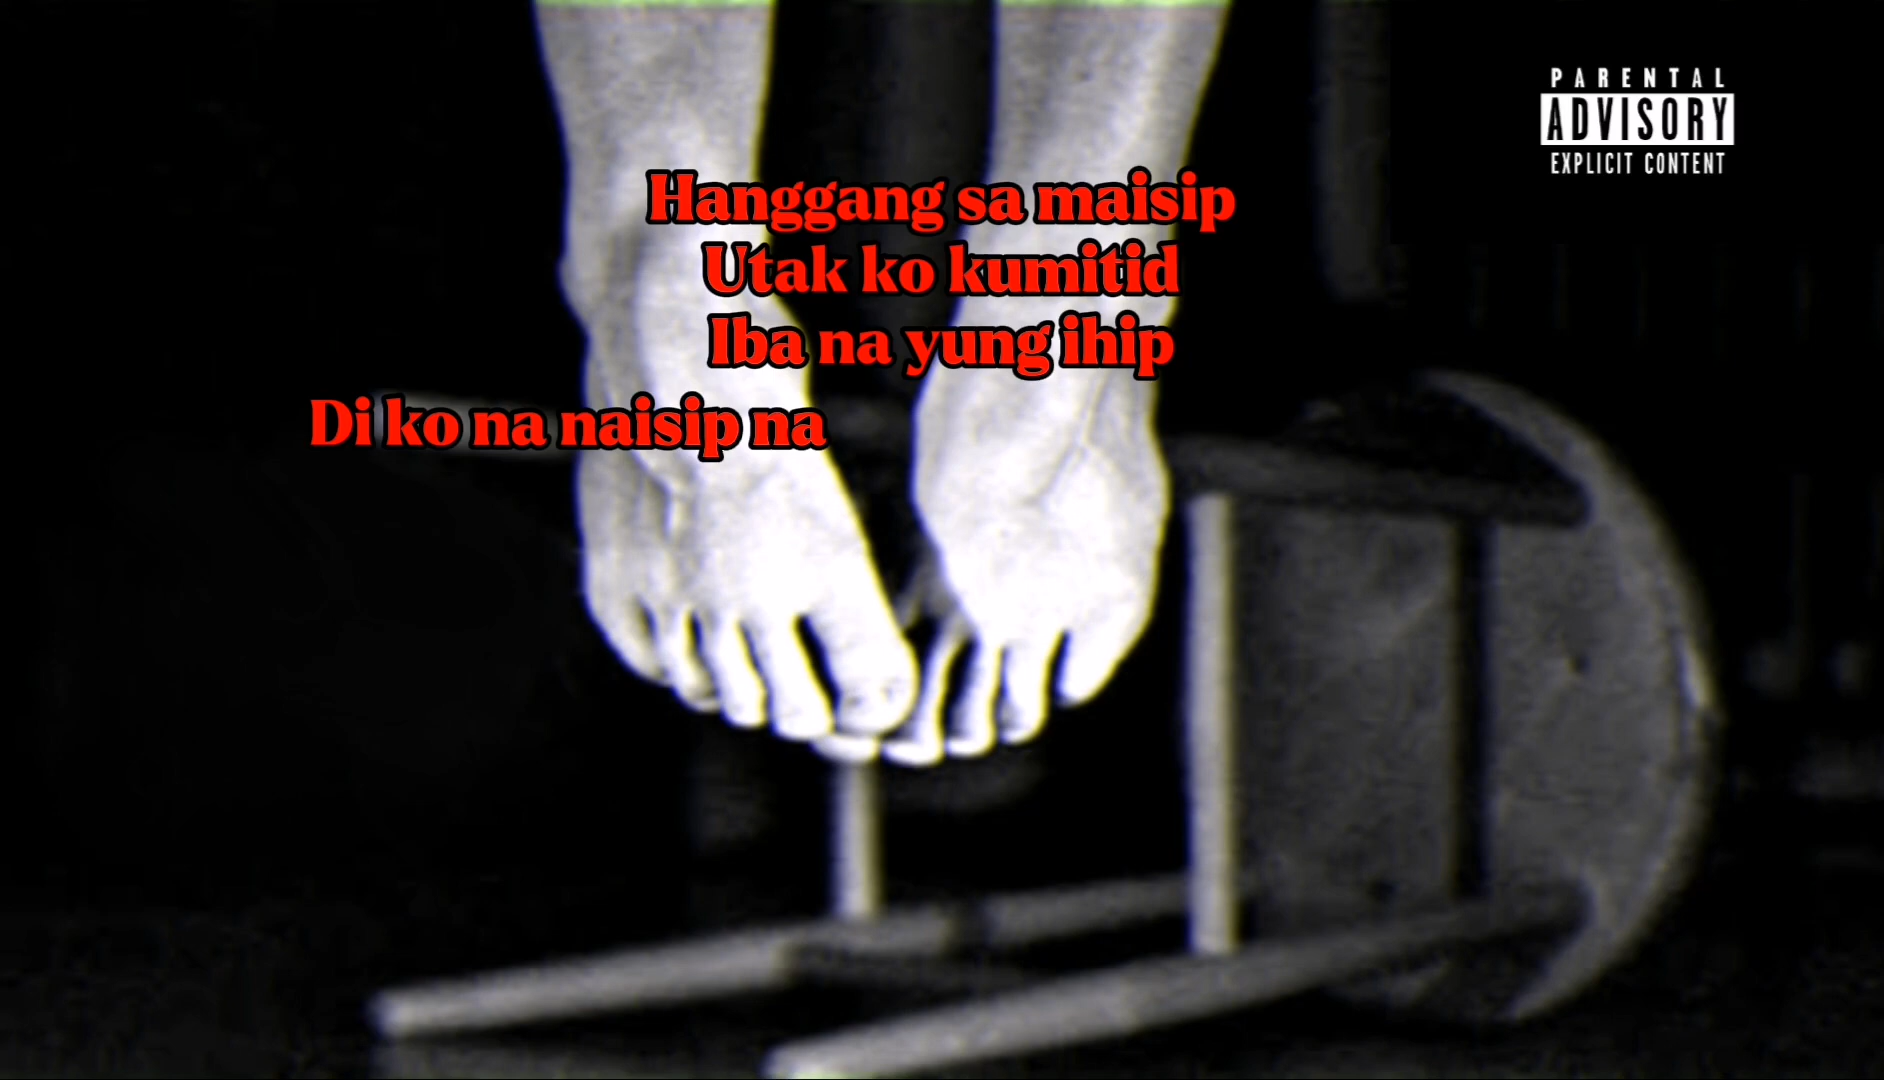 PARENTAL
ADVISORY
EXPLICIT CONTENT
Hanggang sa maisip
Utak ko kumitid
Iba na yung ihip
Di ko na naisip na